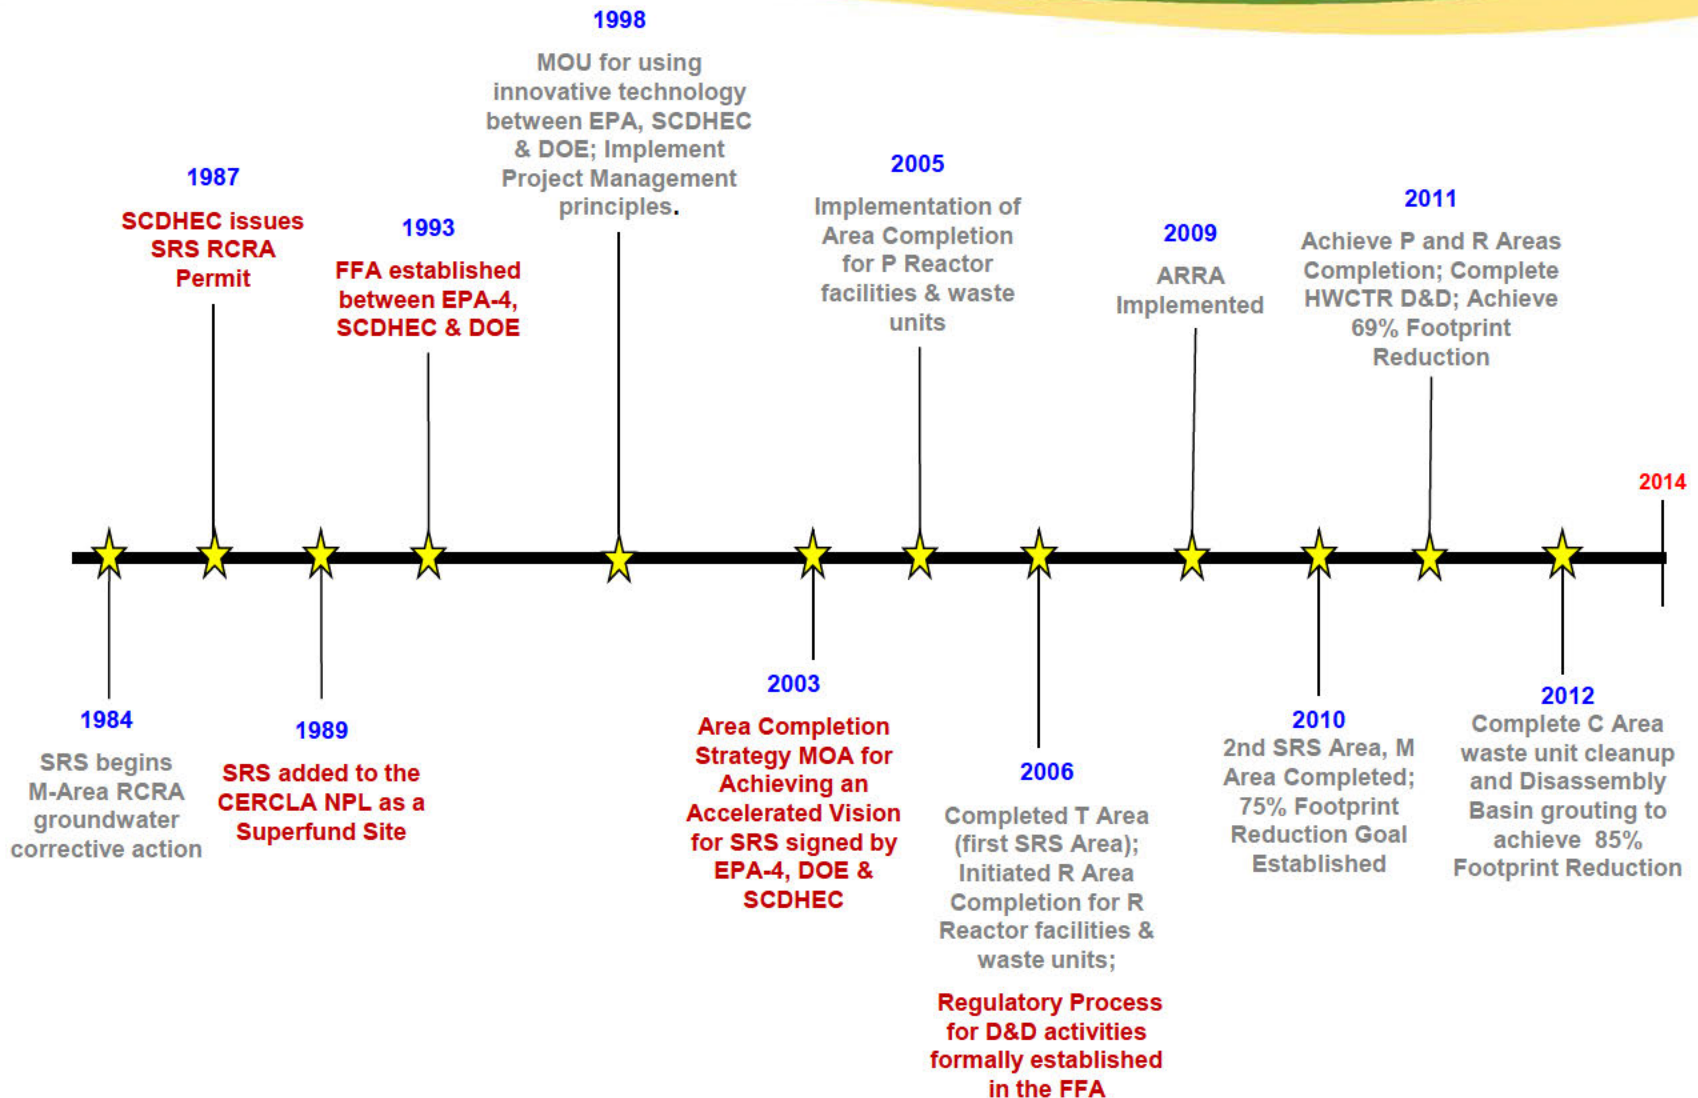 1998
MOU for using
innovative technology
between EPA, SCDHEC
& DOE; Implement
Project Management
principles.
1987
SCDHEC issues
SRS RCRA
Permit
1993
FFA established
between EPA-4,
SCDHEC & DOE
2005
Implementation of
Area Completion
for P Reactor
facilities & waste
units
2009
ARRA
Implemented
2011
Achieve P and R Areas
Completion; Complete
HWCTR D&D; Achieve
69% Footprint
Reduction
2014
1984
SRS begins
M-Area RCRA
groundwater
corrective action
1989
SRS added to the
CERCLA NPL as a
Superfund Site
2003
Area Completion
Strategy MOA for
Achieving an
Accelerated Vision
for SRS signed by
EPA-4, DOE &
SCDHEC
2006
Completed T Area
(first SRS Area);
Initiated R Area
Completion for R
Reactor facilities &
waste units;
Regulatory Process
for D&D activities
formally established
in the FFA
2010
2nd SRS Area, M
Area Completed;
75% Footprint
Reduction Goal
Established
2012
Complete C Area
waste unit cleanup
and Disassembly
Basin grouting to
achieve 85%
Footprint Reduction